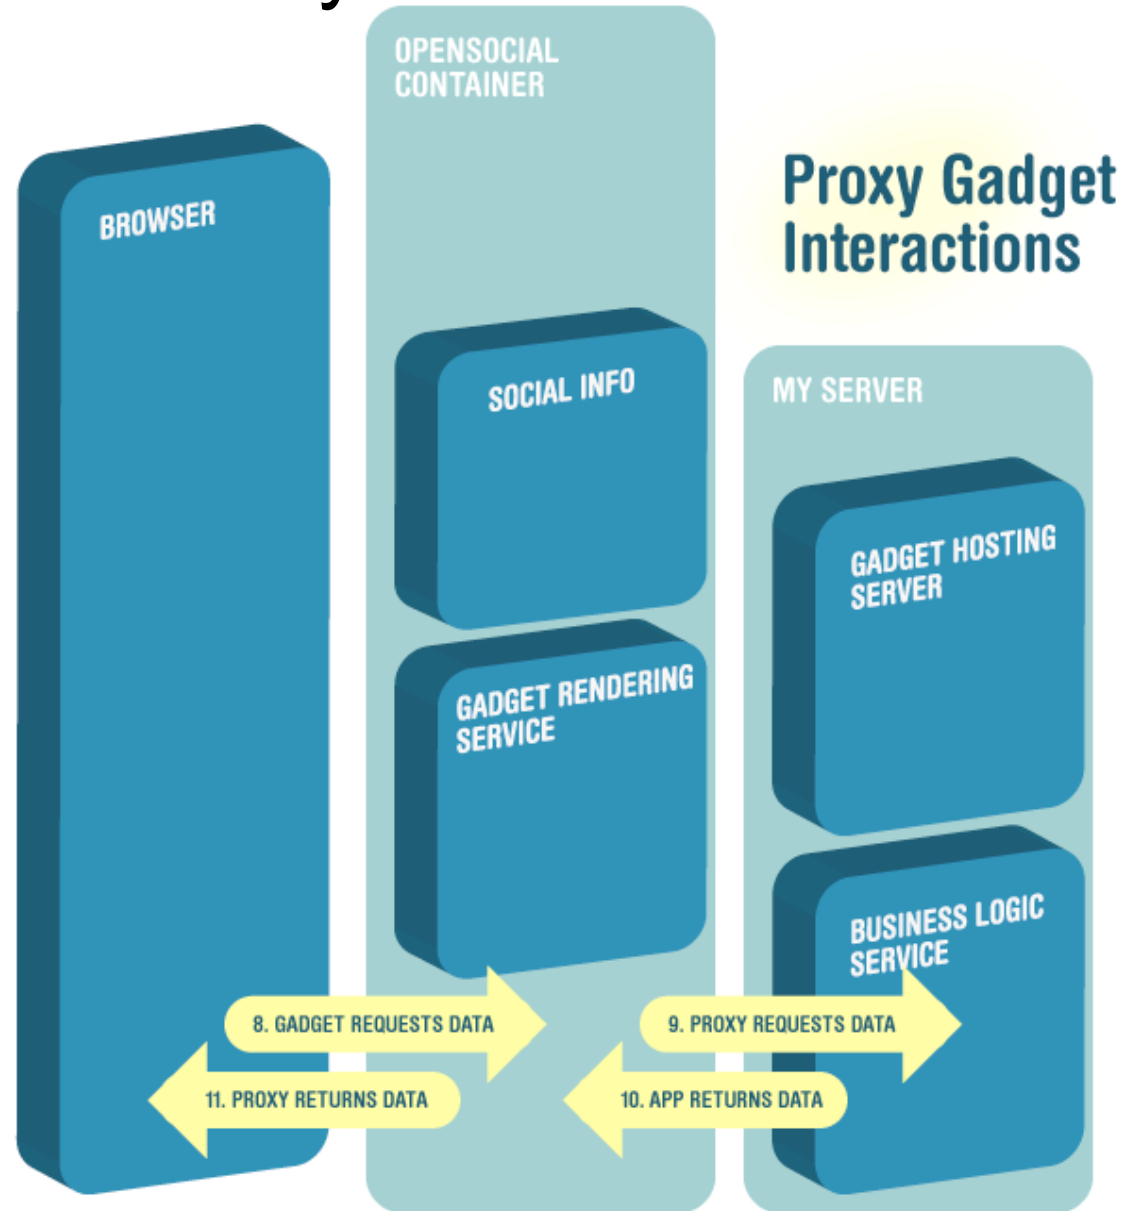 OPENSOCIAL
CONTAINER
BROWSER
Proxy Gadget
Interactions
SOCIAL INFO
MY SERVER
GADGET HOSTING
SERVER
GADGET RENDERING
SERVICE
BUSINESS LOGIC
SERVICE
8. GADGET REQUESTS DATA
9. PROXY REQUESTS DATA
11. PROXY RETURNS DATA
10. APP RETURNS DATA